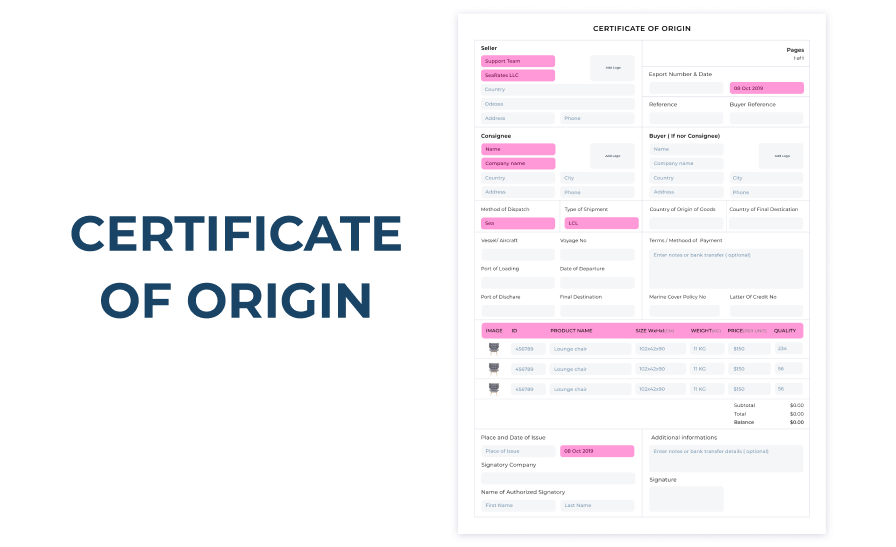 CERTIFICATE
OF ORIGIN
CERTIFICATE OF ORIGIN
Seller
Support Team
SeaRates LLC
Add Logo
Country
Odessa
Address Phone
Pages
1 of 1
Export Number & Date
08 Oct 2019
Reference Buyer Reference
Consignee
Name
Company name
Add Logo
Country City
Address Phone
Buyer ( If nor Consignee)
Name
Company name
Add Logo
Country City
Address Phone
Method of Dispatch Type of Shipment Country of Origin of Goods Country of Final Destication
Sea LCL
Vessel/ Aircraft Voyage No
Port of Loading Date of Departure
Port of Dischare Final Destination
Terms / Methood of Payment
Enter notes or bank transfer ( optional)
Marine Cover Policy No Latter Of Credit No
IMAGE ID PRODUCT NAME SIZE WxHxL WEIGHT PRICE QUALITY
456789 Lounge chair 102x42x90 11 KG $150 234
456789 Lounge chair 102x42x90 11 KG $150 56
456789 Lounge chair 102x42x90 11 KG $150 56
Subtotal $0.00
Total $0.00
Balance $0.00
Place and Date of Issue
Place of Issue 08 Oct 2019
Signatory Company
Name of Authorized Signatory
First Name Last Name
Additional informations
Enter notes or bank transfer details ( optional)
Signature